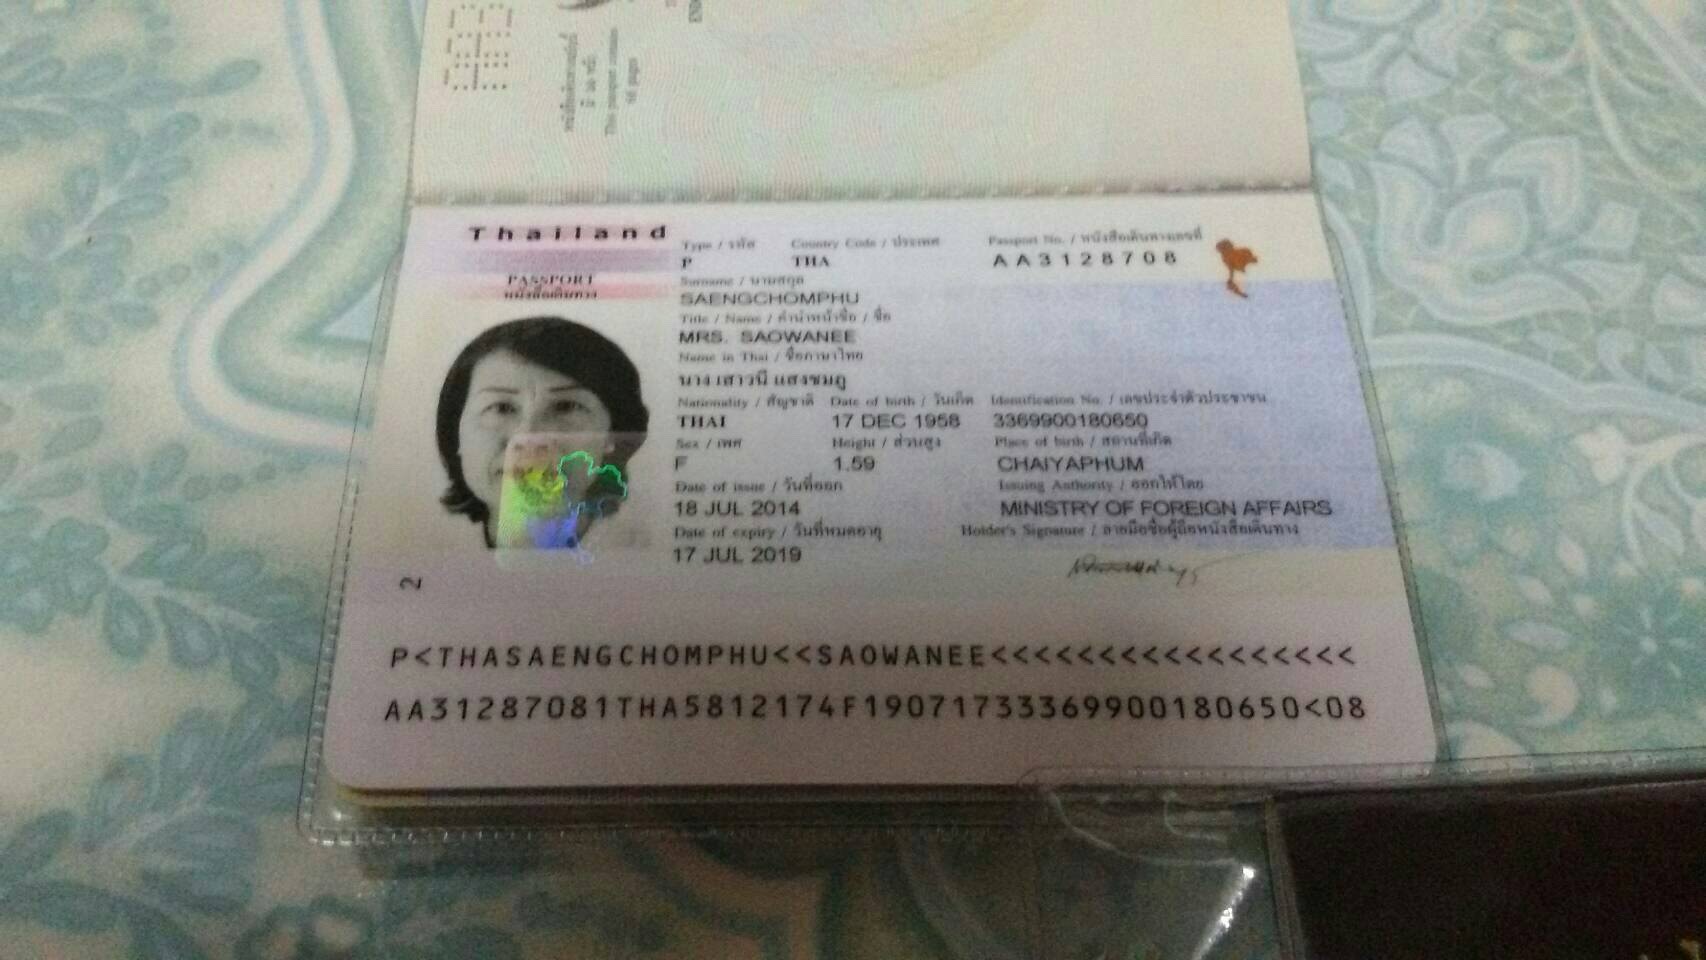 This passport contains
66 pages
Thailand
PASSPORT
หนังสือเดินทาง
Type / รหัส Country Code / ประเทศ Passport No. / หนังสือเดินทางเลขที่
P THA AA3128708
Surname / นามสกุล
SAENGCHOMPHU
Title / Name / คำนำหน้าชื่อ / ชื่อ
MRS. SAOWANEE
Name in Thai / ชื่อภาษาไทย
นาง เสาวนี แสงชมภู
Nationality / สัญชาติ Date of birth / วันเกิด Identification No. / เลขประจำตัวประชาชน
THAI 17 DEC 1958 3369900180650
Sex / เพศ Height / ส่วนสูง Place of birth / สถานที่เกิด
F 1.59 CHAIYAPHUM
Date of issue / วันที่ออก Issuing Authority / ออกให้โดย
18 JUL 2014 MINISTRY OF FOREIGN AFFAIRS
Date of expiry / วันที่หมดอายุ Holder's Signature / ลายมือชื่อผู้ถือหนังสือเดินทาง
17 JUL 2019
2
P<THASAENGCHOMPHU<<SAOWANEE<<<<<<<<<<<<<<<<<
AA31287081THA5812174F19071733369900180650<08